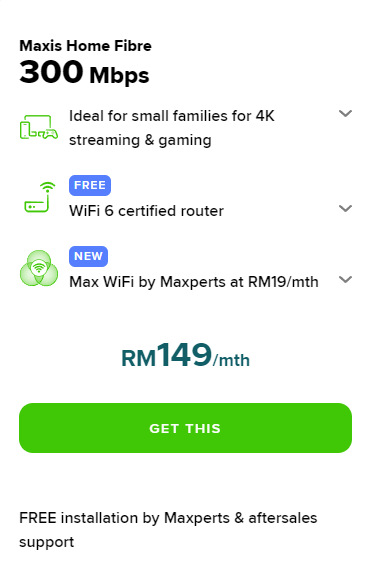 Maxis Home Fibre
300 Mbps
Ideal for small families for 4K
streaming & gaming
FREE
WiFi 6 certified router
NEW
Max WiFi by Maxperts at RM19/mth
RM149/mth
GET THIS
FREE installation by Maxperts & aftersales
support